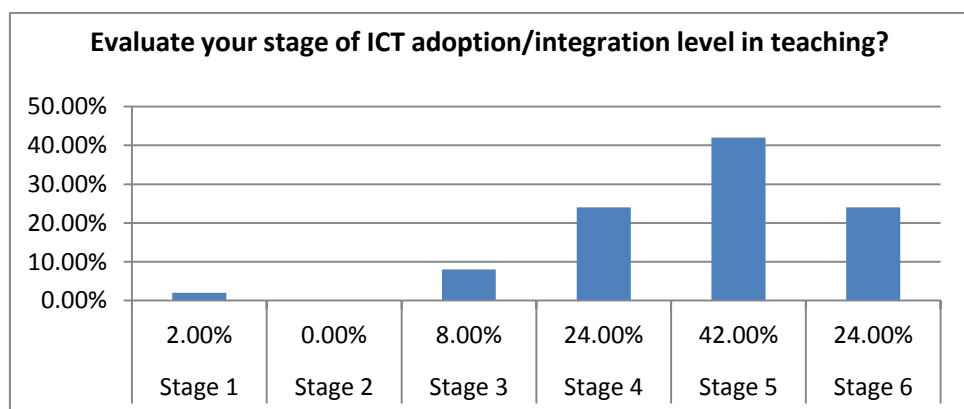 Evaluate your stage of ICT adoption/integration level in teaching?
50.00%
40.00%
30.00%
20.00%
10.00%
0.00%
2.00% 0.00% 8.00% 24.00% 42.00% 24.00%
Stage 1 Stage 2 Stage 3 Stage 4 Stage 5 Stage 6